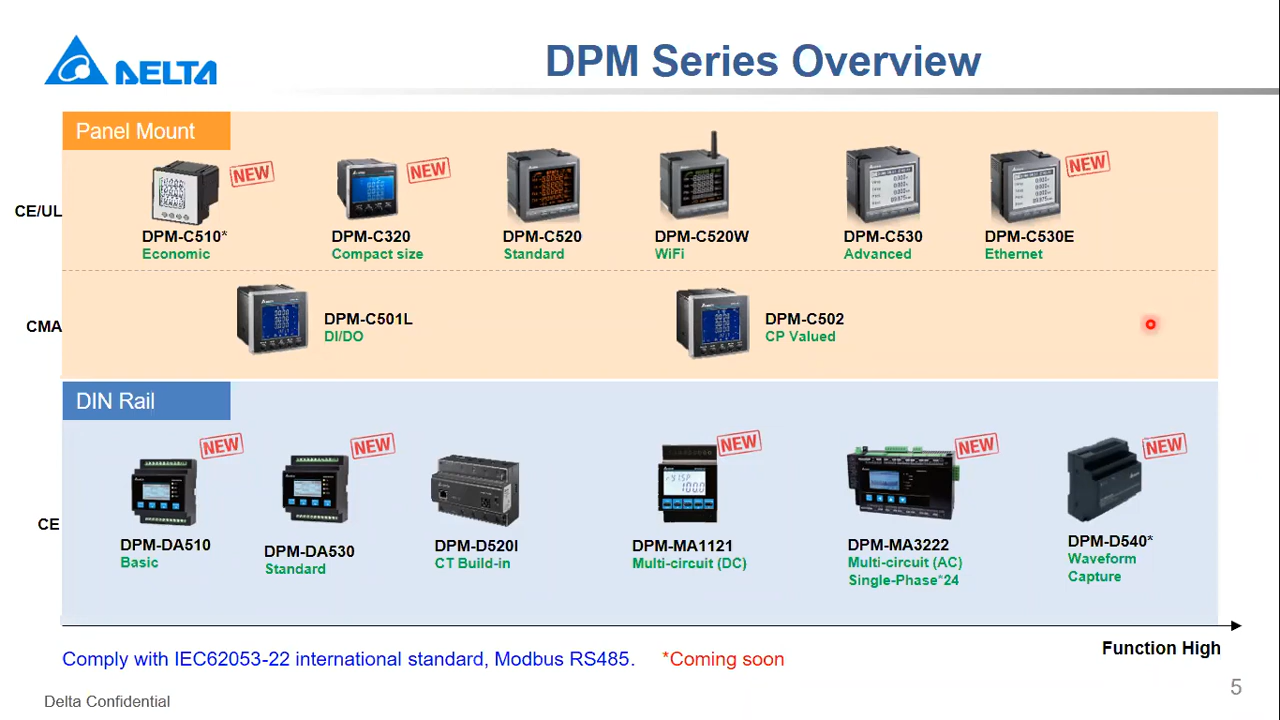 DELTA
DPM Series Overview
Panel Mount
CE/UL
NEW
DPM-C510*
Economic
NEW
DPM-C320
Compact size
DPM-C520
Standard
DPM-C520W
WiFi
DPM-C530
Advanced
NEW
DPM-C530E
Ethernet
CMA
DPM-C501L
DI/DO
DPM-C502
CP Valued
DIN Rail
CE
NEW
DPM-DA510
Basic
NEW
DPM-DA530
Standard
DPM-D520I
CT Build-in
NEW
DPM-MA1121
Multi-circuit (DC)
NEW
DPM-MA3222
Multi-circuit (AC)
Single-Phase*24
NEW
DPM-D540*
Waveform
Capture
Function High
Comply with IEC62053-22 international standard, Modbus RS485. *Coming soon
Delta Confidential
5